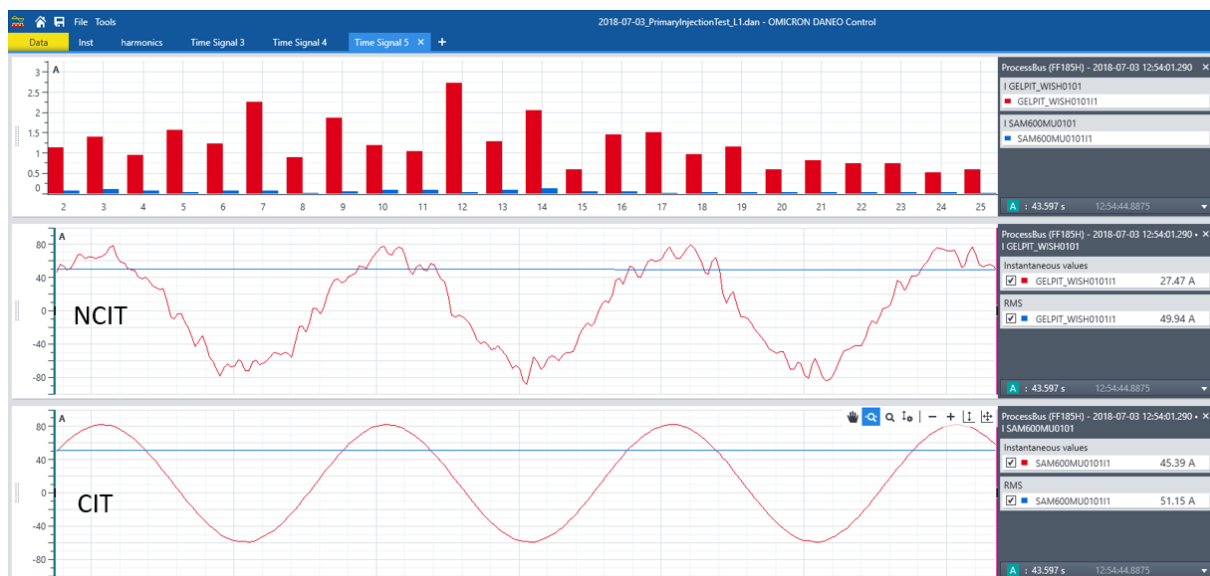 File Tools
2018-07-03_PrimaryInjectionTest_L1.dan - OMICRON DANEO Control
Data Inst harmonics Time Signal 3 Time Signal 4 Time Signal 5 × +
A
3
2.5
2
1.5
1
0.5
0
2 3 4 5 6 7 8 9 10 11 12 13 14 15 16 17 18 19 20 21 22 23 24 25
ProcessBus (FF185H) - 2018-07-03 12:54:01.290 ×
I GELPIT_WISH0101
GELPIT_WISH0101I1
I SAM600MU0101
SAM600MU0101I1
A : 43.597 s 12:54:44.8875
A
80
40
0
-40
-80
NCIT
ProcessBus (FF185H) - 2018-07-03 12:54:01.290 • ×
I GELPIT_WISH0101
Instantaneous values
GELPIT_WISH0101I1 27.47 A
RMS
GELPIT_WISH0101I1 49.94 A
A : 43.597 s 12:54:44.8875
A
80
40
0
-40
-80
CIT
ProcessBus (FF185H) - 2018-07-03 12:54:01.290 • ×
I SAM600MU0101
Instantaneous values
SAM600MU0101I1 45.39 A
RMS
SAM600MU0101I1 51.15 A
A : 43.597 s 12:54:44.8875